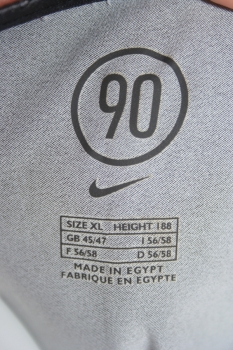 90
SIZE XL HEIGHT 188
GB 45/47 I 56/58
F 56/58 D 56/58
MADE IN EGYPT
FABRIQUE EN EGYPTE